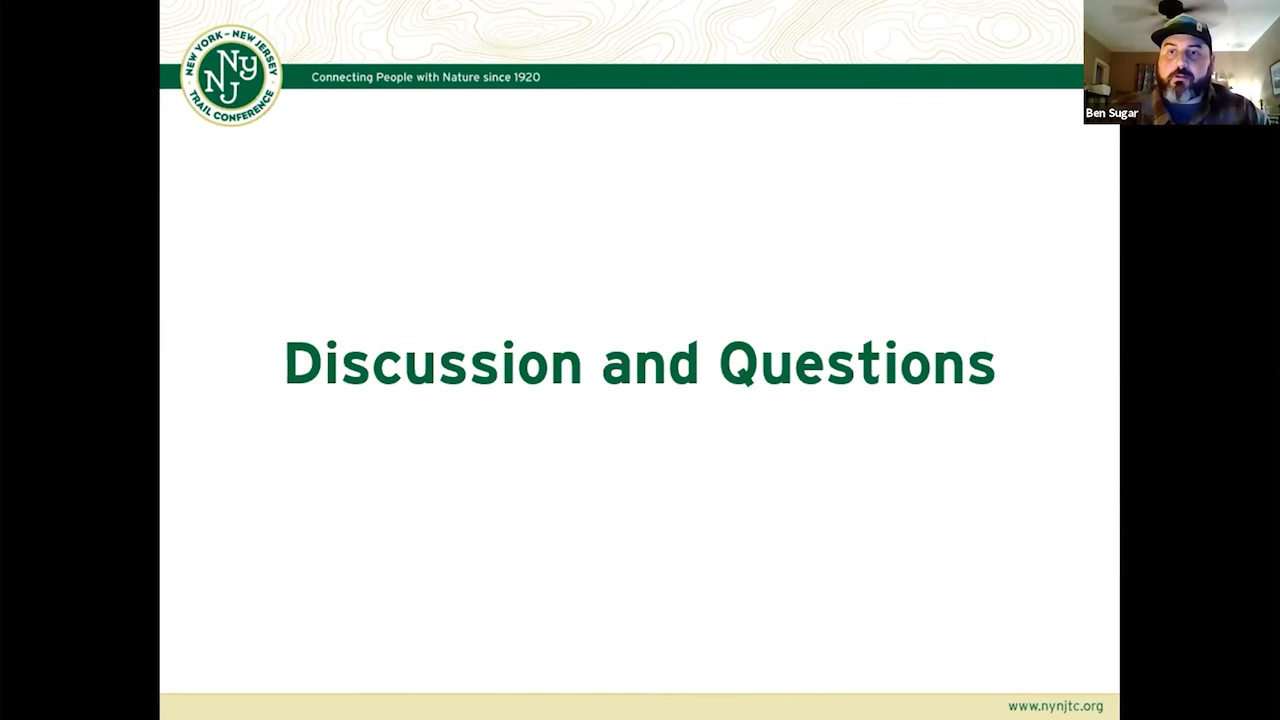 NEW YORK – NEW JERSEY
NY
NJ
TRAIL CONFERENCE
Connecting People with Nature since 1920
Ben Sugar
Discussion and Questions
www.nynjtc.org